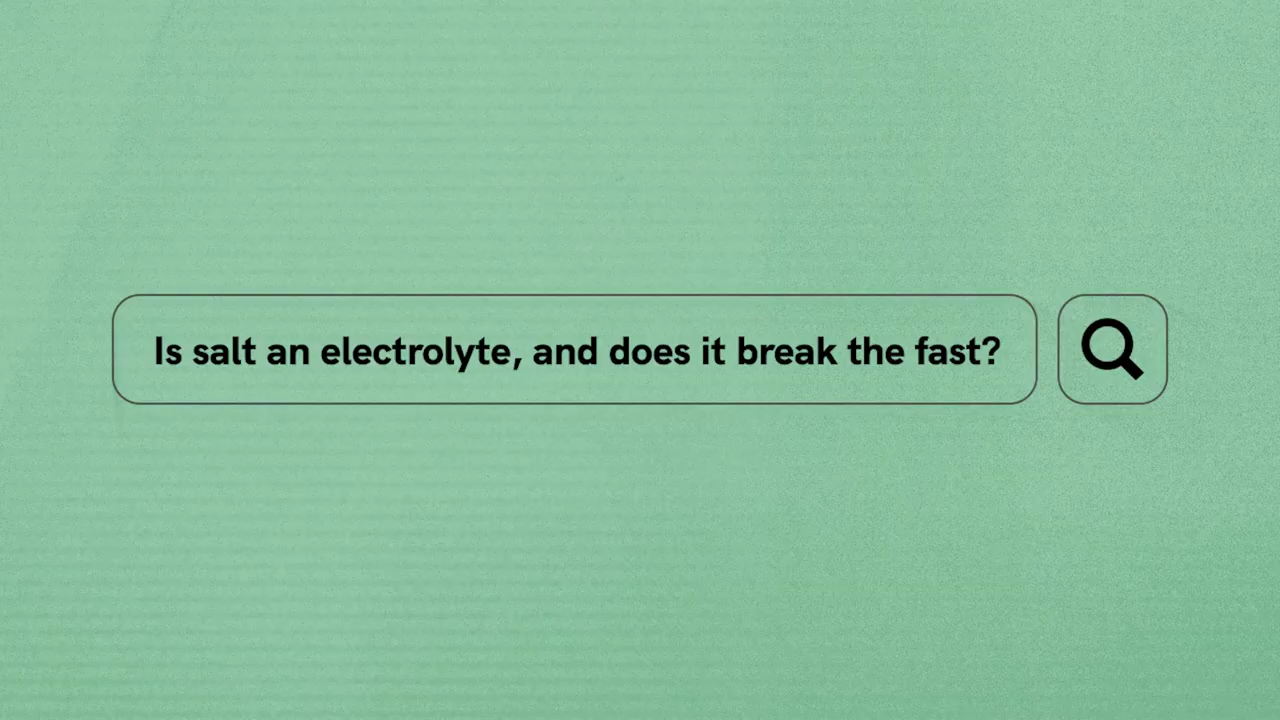 Is salt an electrolyte, and does it break the fast?